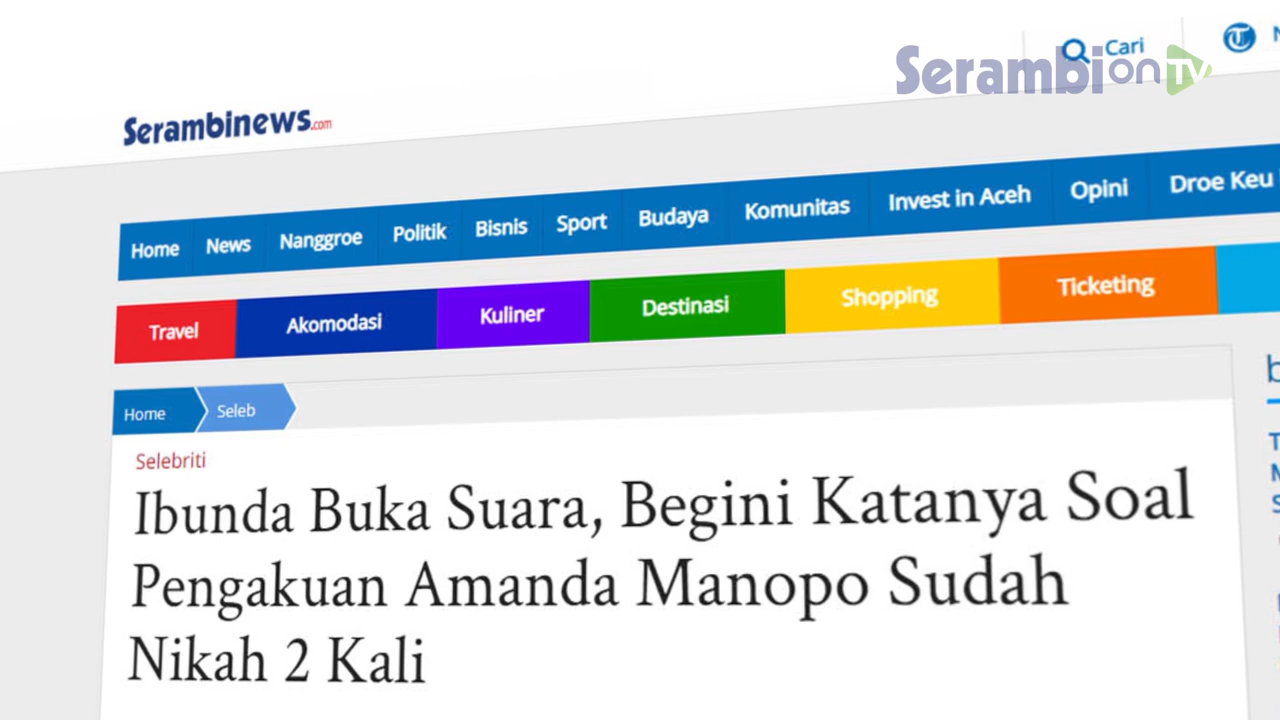 Cari
Serambi on TV
Serambinews.com
Home News Nanggroe Politik Bisnis Sport Budaya Komunitas Invest in Aceh Opini Droe Keu
Travel Akomodasi Kuliner Destinasi Shopping Ticketing
Home Seleb
Selebriti
Ibunda Buka Suara, Begini Katanya Soal
Pengakuan Amanda Manopo Sudah
Nikah 2 Kali